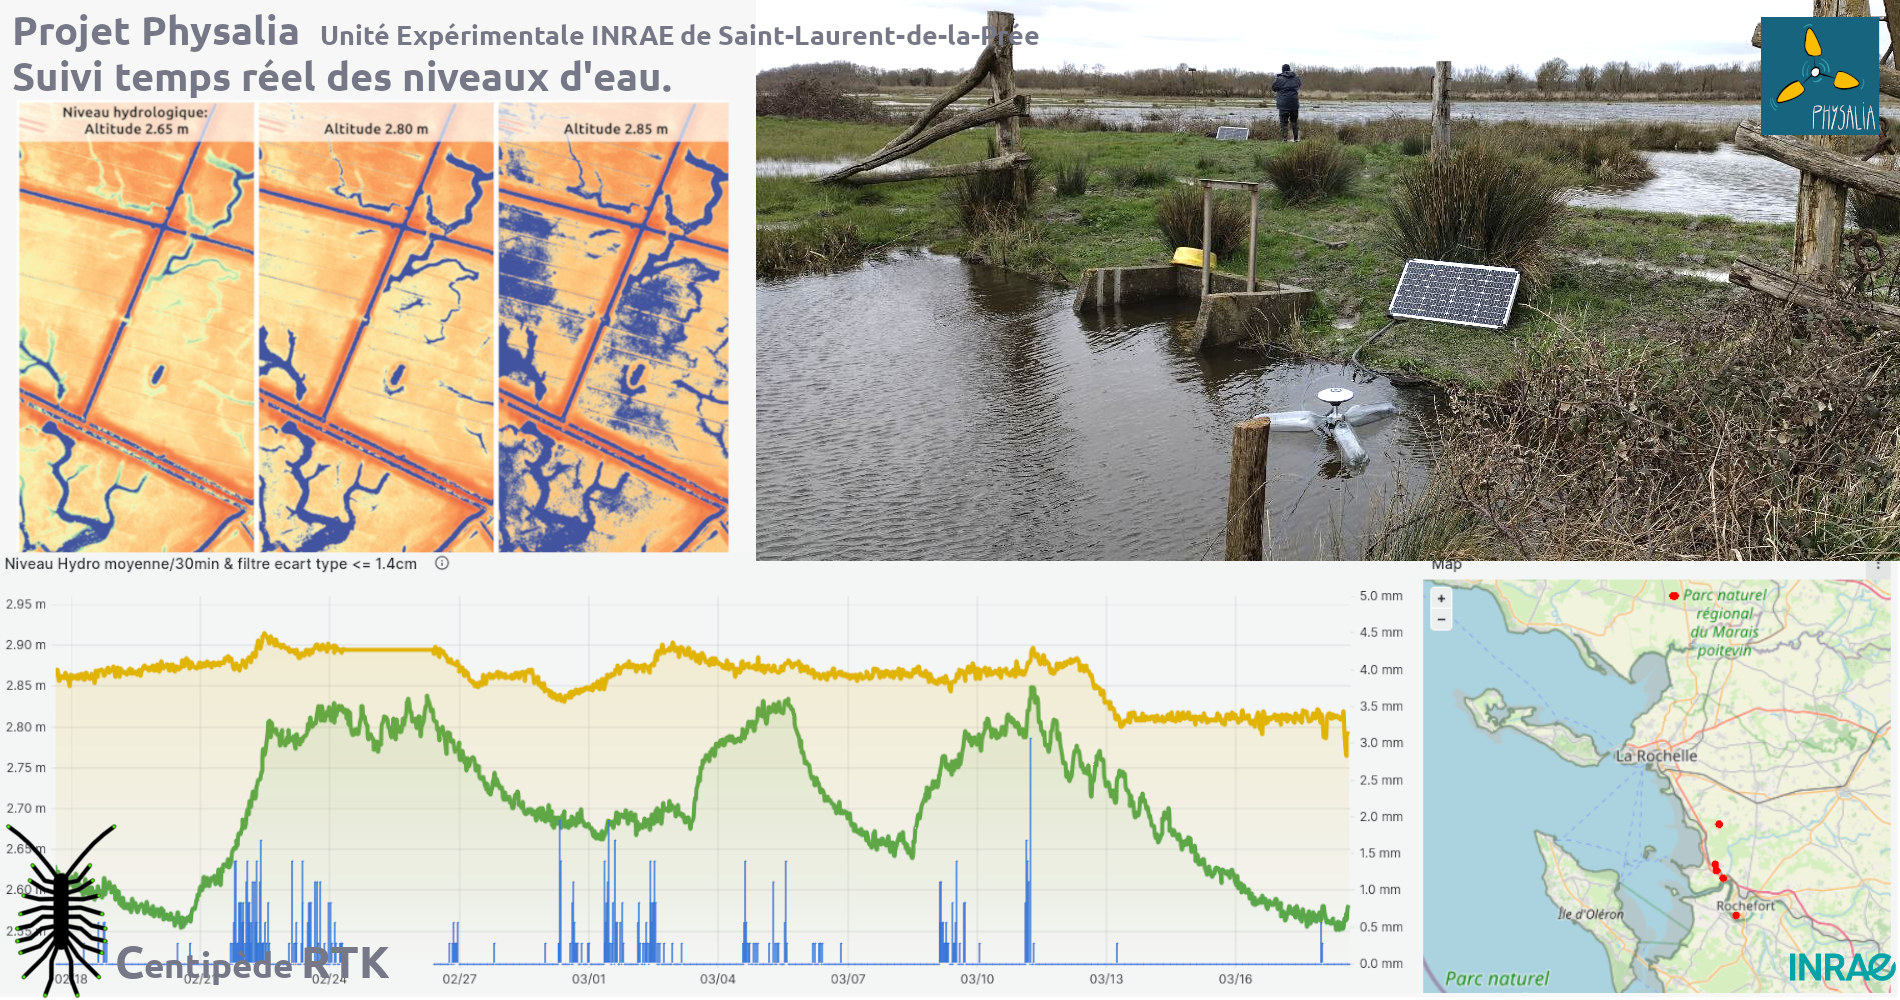 Projet Physalia Unité Expérimentale INRAE de Saint-Laurent-de-la-Prée
Suivi temps réel des niveaux d'eau.
Niveau hydrologique:
Altitude 2.65 m
Altitude 2.80 m
Altitude 2.85 m
PHYSALIA
Niveau Hydro moyenne/30min & filtre ecart type <= 1.4cm
2.95 m
2.90 m
2.85 m
2.80 m
2.75 m
2.70 m
2.65 m
2.60 m
2.55 m
5.0 mm
4.5 mm
4.0 mm
3.5 mm
3.0 mm
2.5 mm
2.0 mm
1.5 mm
1.0 mm
0.5 mm
0.0 mm
02/18
02/21
02/24
02/27
03/01
03/04
03/07
03/10
03/13
03/16
Centipède RTK
Map
+
−
Parc naturel
régional
du Marais
poitevin
La Rochelle
Rochefort
Île d'Oléron
Parc naturel
INRAE